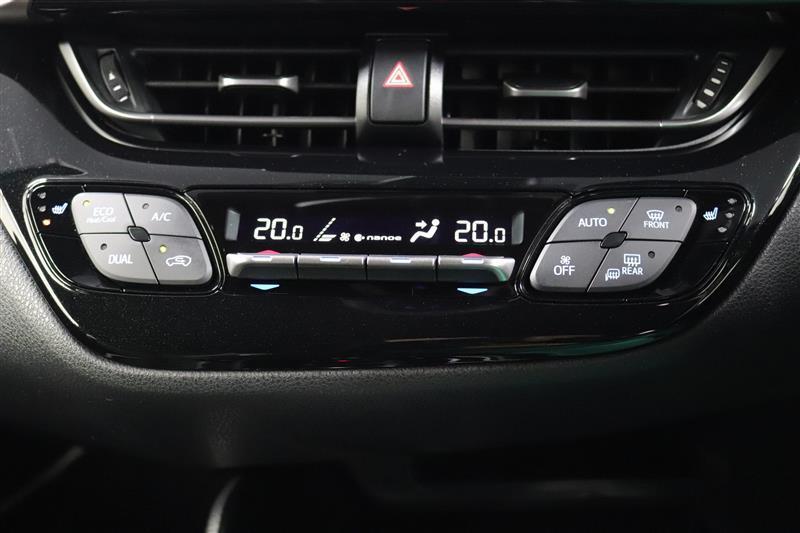 ECO
Heat/Cool
A/C
DUAL
20.0
nanoe
20.0
AUTO
FRONT
OFF
REAR